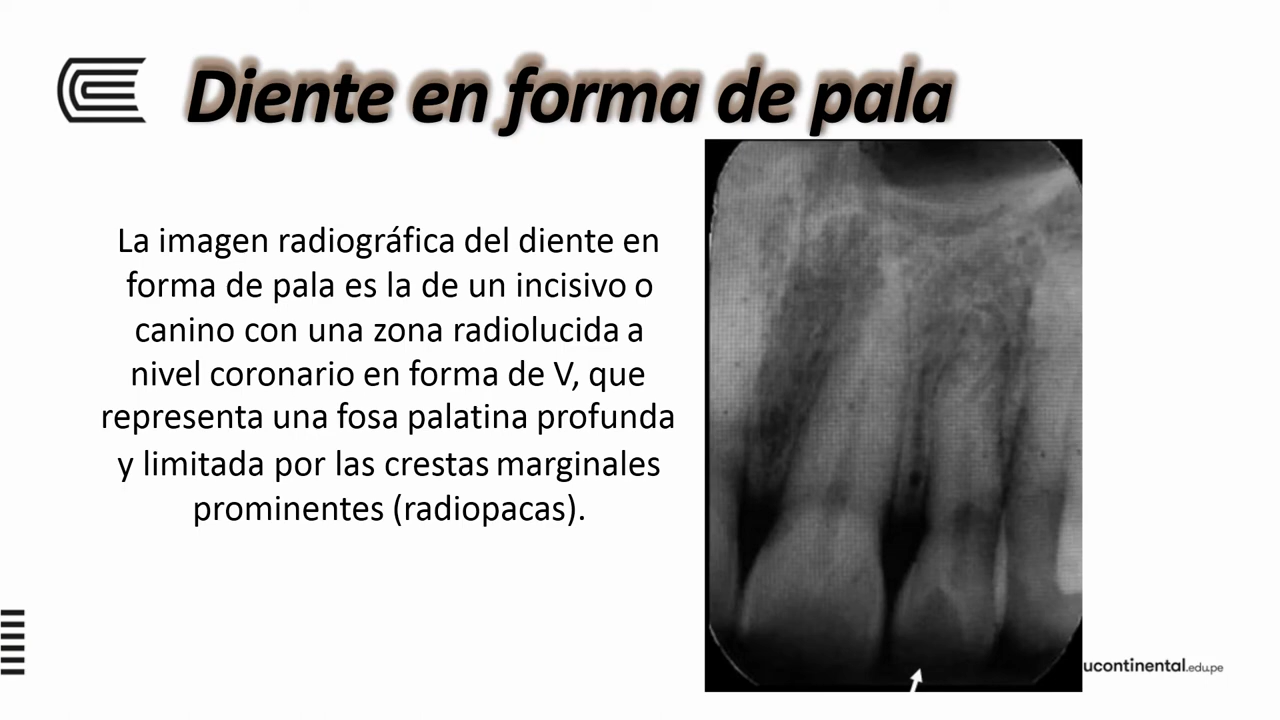 Diente en forma de pala
La imagen radiográfica del diente en
forma de pala es la de un incisivo o
canino con una zona radiolucida a
nivel coronario en forma de V, que
representa una fosa palatina profunda
y limitada por las crestas marginales
prominentes (radiopacas).
ucontinental.edu.pe